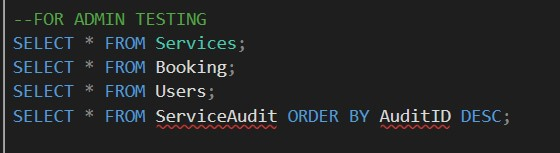 --FOR ADMIN TESTING
SELECT * FROM Services;
SELECT * FROM Booking;
SELECT * FROM Users;
SELECT * FROM ServiceAudit ORDER BY AuditID DESC;